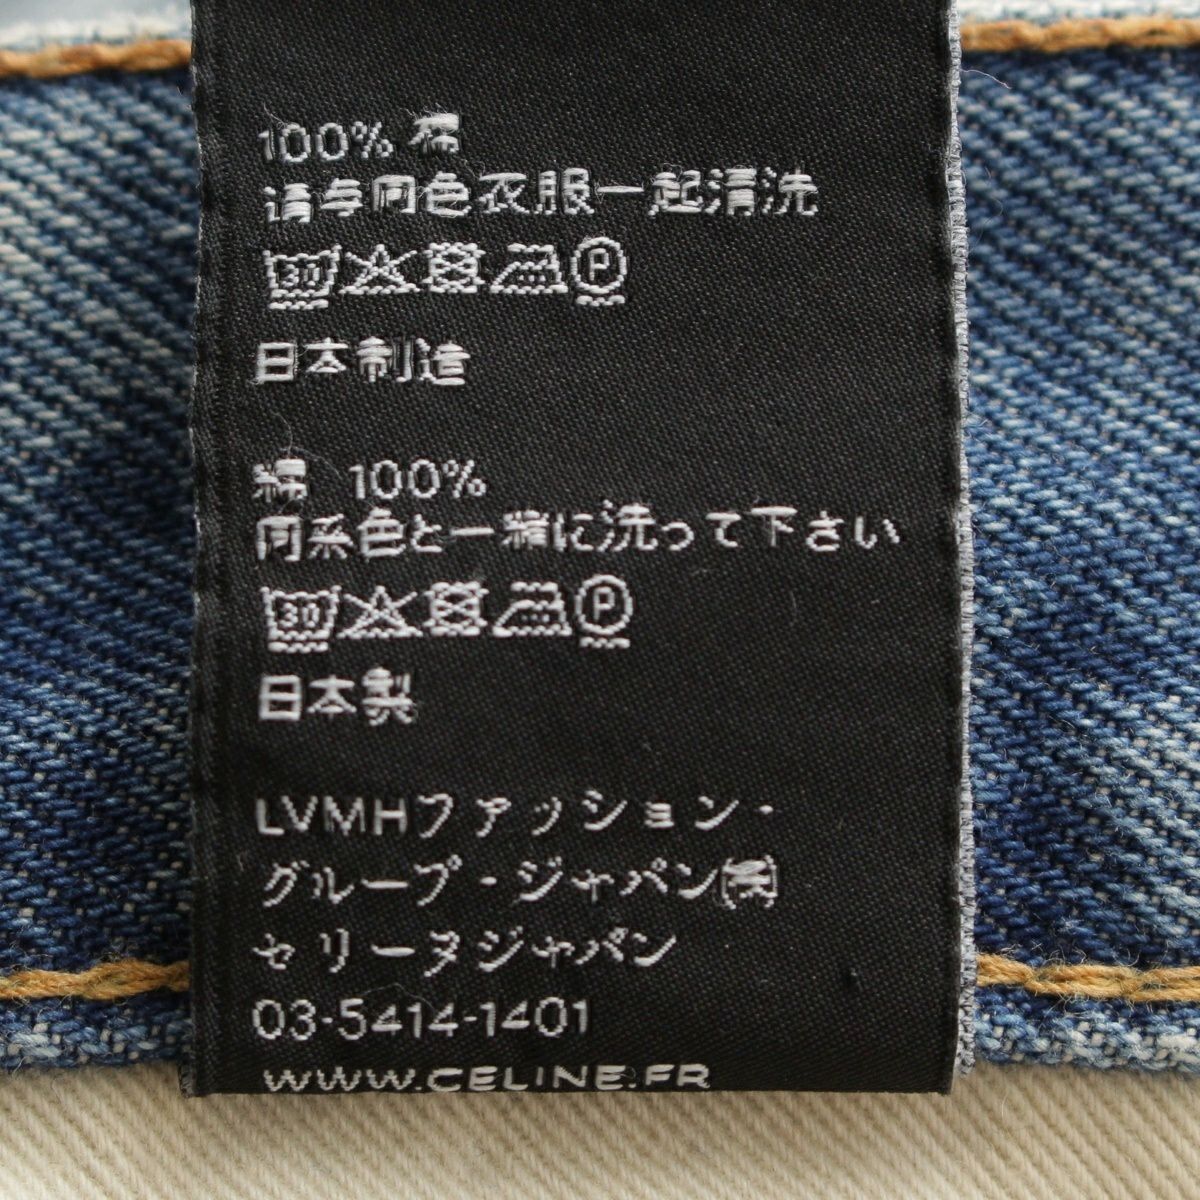 100% 棉
请与同色衣服一起清洗
30 P
日本制造
綿 100%
同系色と一緒に洗って下さい
30 P
日本製
LVMHファッション・
グループ・ジャパン(株)
セリーヌジャパン
03-5414-1401
WWW.CELINE.FR